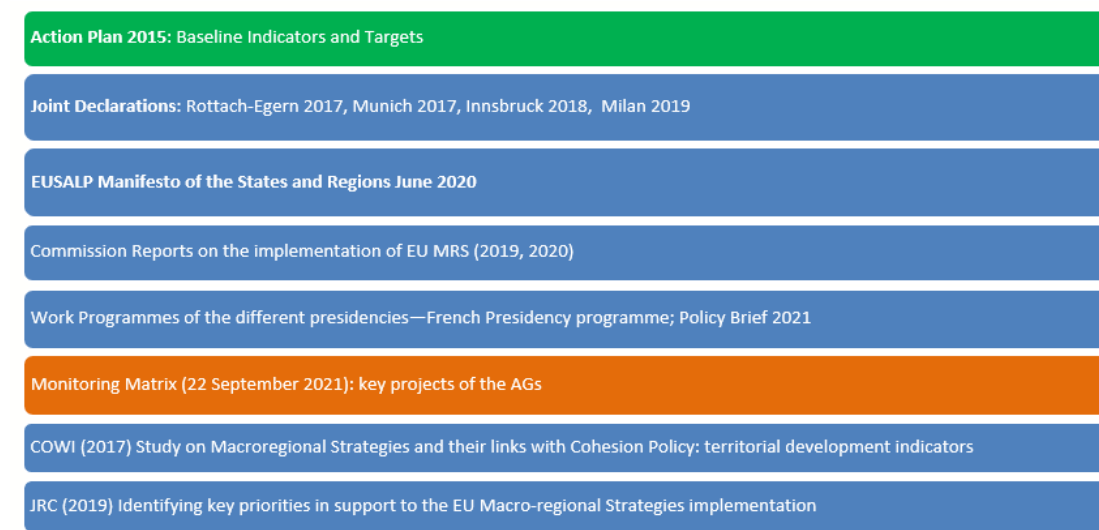 Action Plan 2015: Baseline Indicators and Targets
Joint Declarations: Rottach-Egern 2017, Munich 2017, Innsbruck 2018, Milan 2019
EUSALP Manifesto of the States and Regions June 2020
Commission Reports on the implementation of EU MRS (2019, 2020)
Work Programmes of the different presidencies—French Presidency programme; Policy Brief 2021
Monitoring Matrix (22 September 2021): key projects of the AGs
COWI (2017) Study on Macroregional Strategies and their links with Cohesion Policy: territorial development indicators
JRC (2019) Identifying key priorities in support to the EU Macro-regional Strategies implementation